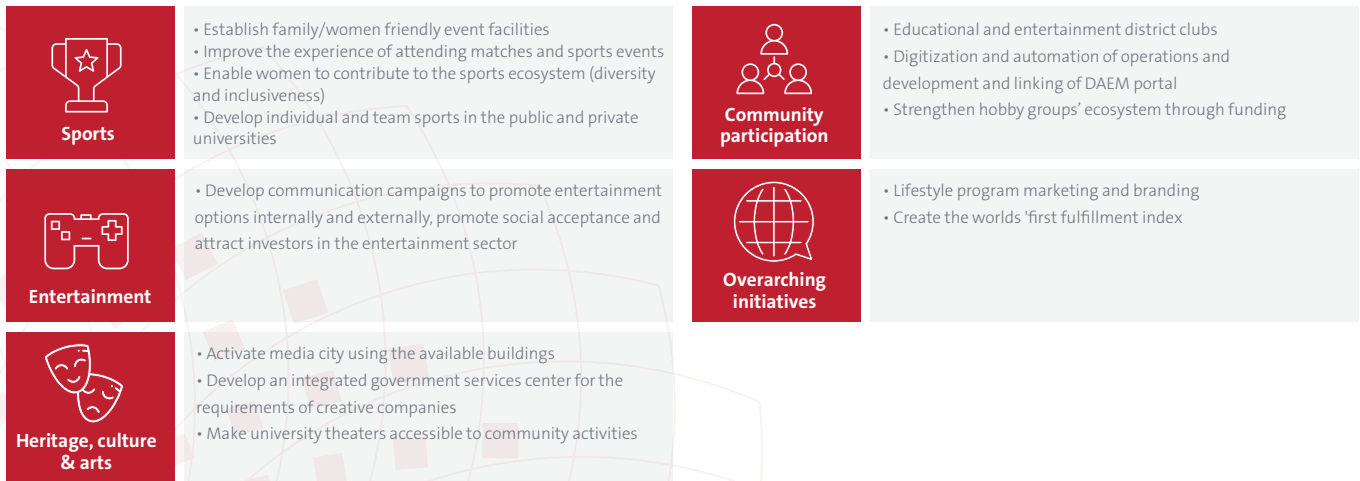 Sports
• Establish family/women friendly event facilities
• Improve the experience of attending matches and sports events
• Enable women to contribute to the sports ecosystem (diversity
and inclusiveness)
• Develop individual and team sports in the public and private
universities
Entertainment
• Develop communication campaigns to promote entertainment
options internally and externally, promote social acceptance and
attract investors in the entertainment sector
Heritage, culture
& arts
• Activate media city using the available buildings
• Develop an integrated government services center for the
requirements of creative companies
• Make university theaters accessible to community activities
Community
participation
• Educational and entertainment district clubs
• Digitization and automation of operations and
development and linking of DAEM portal
• Strengthen hobby groups’ ecosystem through funding
Overarching
initiatives
• Lifestyle program marketing and branding
• Create the worlds 'first fulfillment index